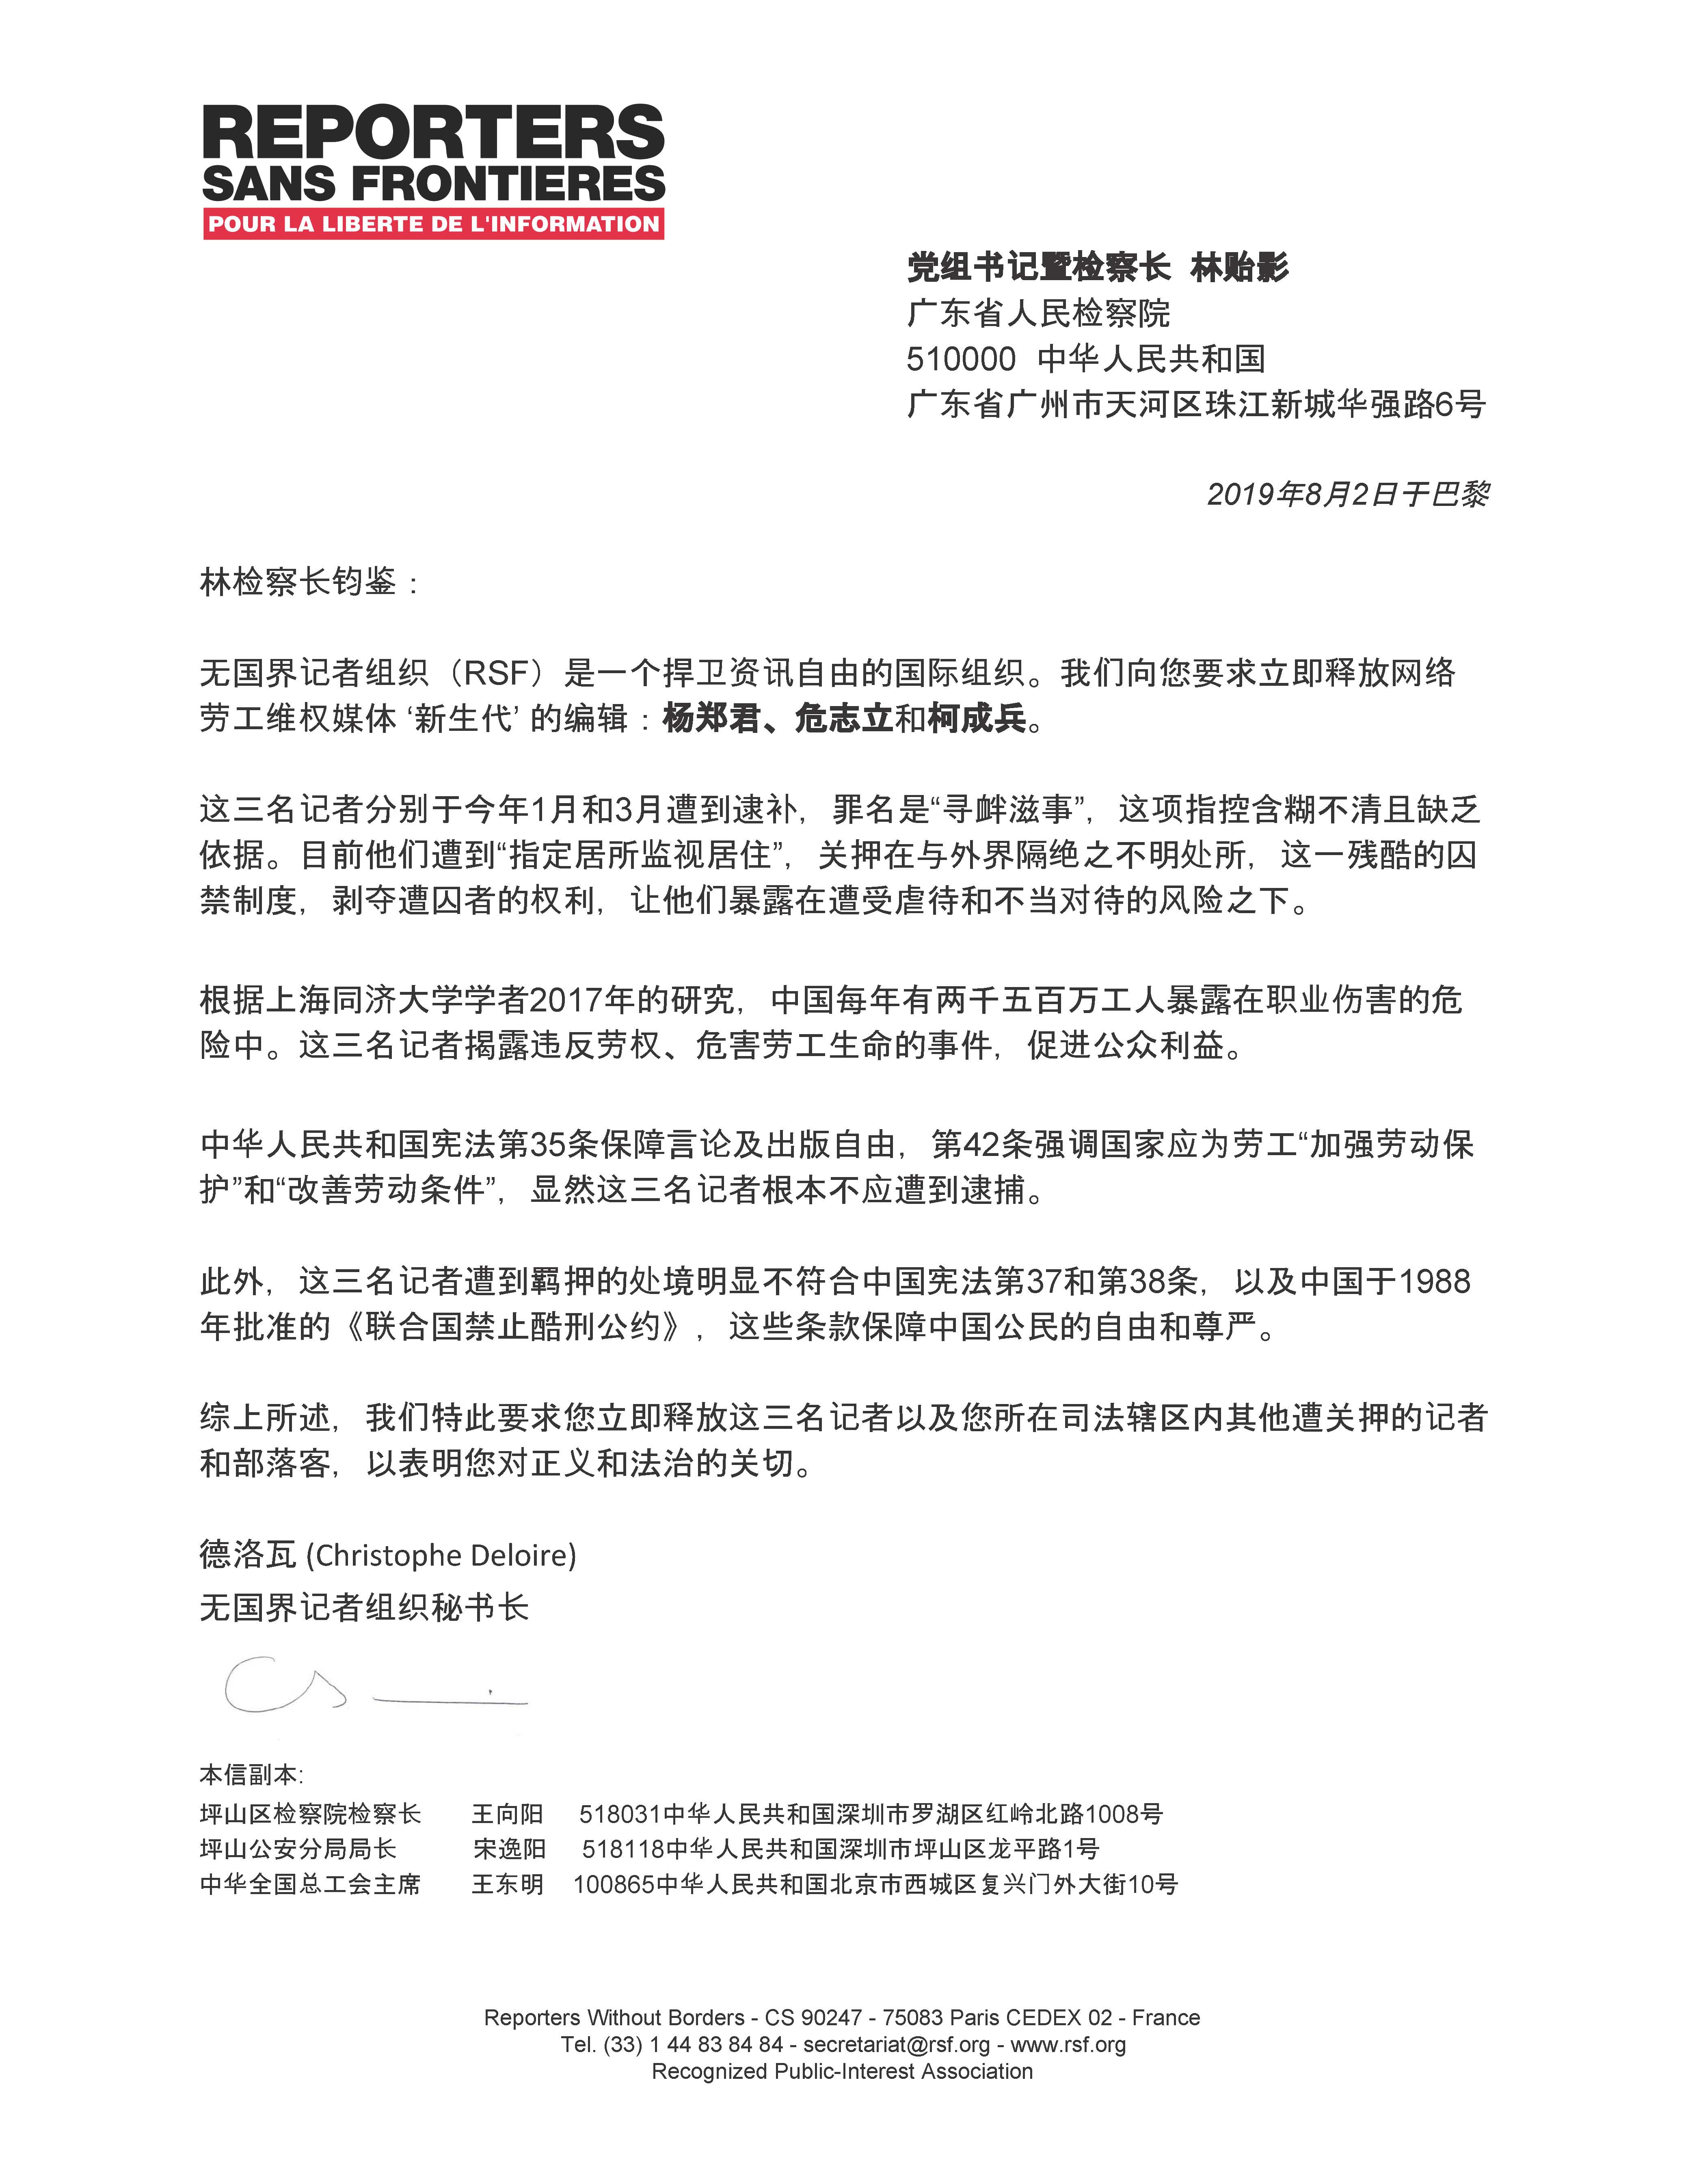 REPORTERS
SANS FRONTIERES
POUR LA LIBERTE DE L'INFORMATION
党组书记暨检察长 林贻影
广东省人民检察院
510000 中华人民共和国
广东省广州市天河区珠江新城华强路6号
2019年8月2日于巴黎
林检察长钧鉴：
无国界记者组织（RSF）是一个捍卫资讯自由的国际组织。我们向您要求立即释放网络
劳工维权媒体 ‘新生代’ 的编辑：杨郑君、危志立和柯成兵。
这三名记者分别于今年1月和3月遭到逮补，罪名是“寻衅滋事”，这项指控含糊不清且缺乏
依据。目前他们遭到“指定居所监视居住”，关押在与外界隔绝之不明处所，这一残酷的囚
禁制度，剥夺遭囚者的权利，让他们暴露在遭受虐待和不当对待的风险之下。
根据上海同济大学学者2017年的研究，中国每年有两千五百万工人暴露在职业伤害的危
险中。这三名记者揭露违反劳权、危害劳工生命的事件，促进公众利益。
中华人民共和国宪法第35条保障言论及出版自由，第42条强调国家应为劳工“加强劳动保
护”和“改善劳动条件”，显然这三名记者根本不应遭到逮捕。
此外，这三名记者遭到羁押的处境明显不符合中国宪法第37和第38条，以及中国于1988
年批准的《联合国禁止酷刑公约》，这些条款保障中国公民的自由和尊严。
综上所述，我们特此要求您立即释放这三名记者以及您所在司法辖区内其他遭关押的记者
和部落客，以表明您对正义和法治的关切。
德洛瓦 (Christophe Deloire)
无国界记者组织秘书长
本信副本:
坪山区检察院检察长 王向阳 518031中华人民共和国深圳市罗湖区红岭北路1008号
坪山公安分局局长 宋逸阳 518118中华人民共和国深圳市坪山区龙平路1号
中华全国总工会主席 王东明 100865中华人民共和国北京市西城区复兴门外大街10号
Reporters Without Borders - CS 90247 - 75083 Paris CEDEX 02 - France
Tel. (33) 1 44 83 84 84 - secretariat@rsf.org - www.rsf.org
Recognized Public-Interest Association